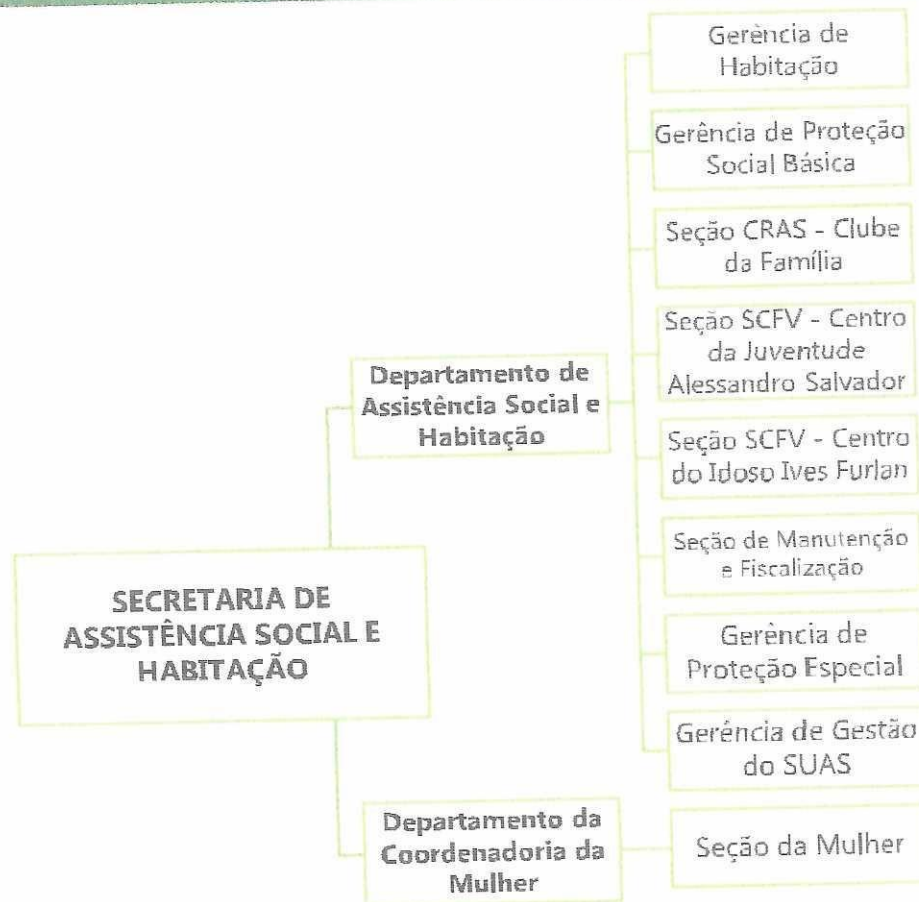 Gerência de
Habitação
Gerência de Proteção
Social Básica
Seção CRAS - Clube
da Família
Seção SCFV - Centro
da Juventude
Alessandro Salvador
Departamento de
Assistência Social e
Habitação
Seção SCFV - Centro
do Idoso Ives Furlan
Seção de Manutenção
e Fiscalização
SECRETARIA DE
ASSISTÊNCIA SOCIAL E
HABITAÇÃO
Gerência de
Proteção Especial
Gerência de Gestão
do SUAS
Departamento da
Coordenadoria da
Mulher
Seção da Mulher